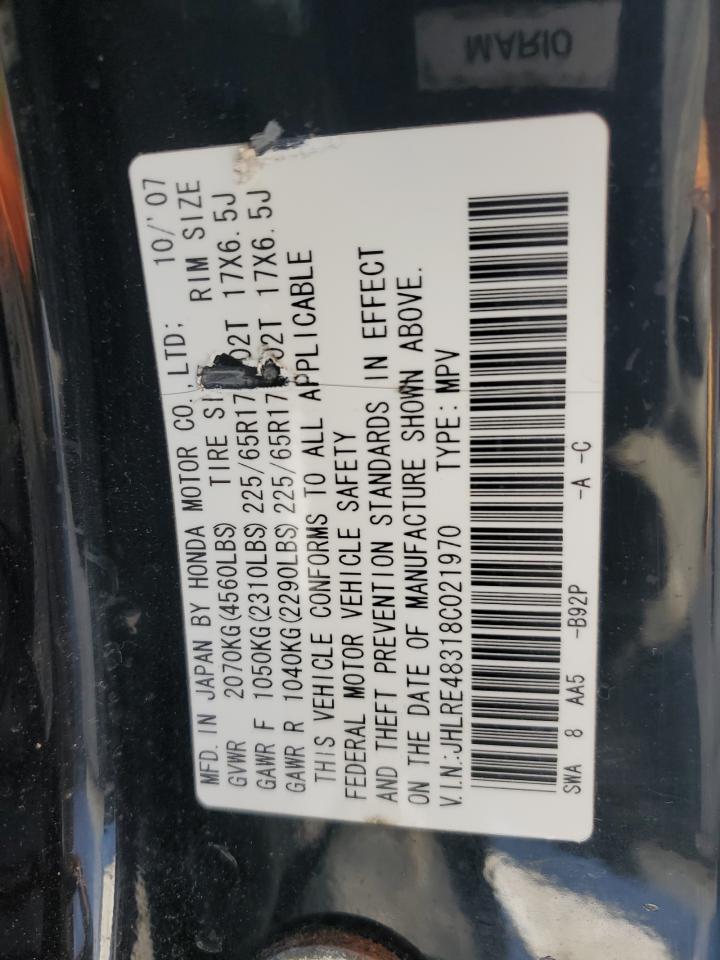 MARIO
MFD. IN JAPAN BY HONDA MOTOR CO., LTD; 10/'07
GVWR 2070KG(4560LBS) TIRE RIM SIZE
GAWR F 1050KG(2310LBS) 225/65R17 102T 17X6.5J
GAWR R 1040KG(2290LBS) 225/65R17 102T 17X6.5J
THIS VEHICLE CONFORMS TO ALL APPLICABLE
FEDERAL MOTOR VEHICLE SAFETY
AND THEFT PREVENTION STANDARDS IN EFFECT
ON THE DATE OF MANUFACTURE SHOWN ABOVE.
V.I.N.:JHLRE48318C021970 TYPE: MPV
SWA 8 AA5 -B92P -A -C